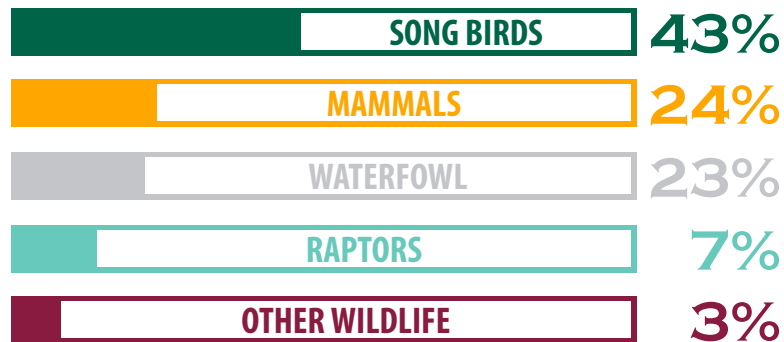 SONG BIRDS 43%
MAMMALS 24%
WATERFOWL 23%
RAPTORS 7%
OTHER WILDLIFE 3%